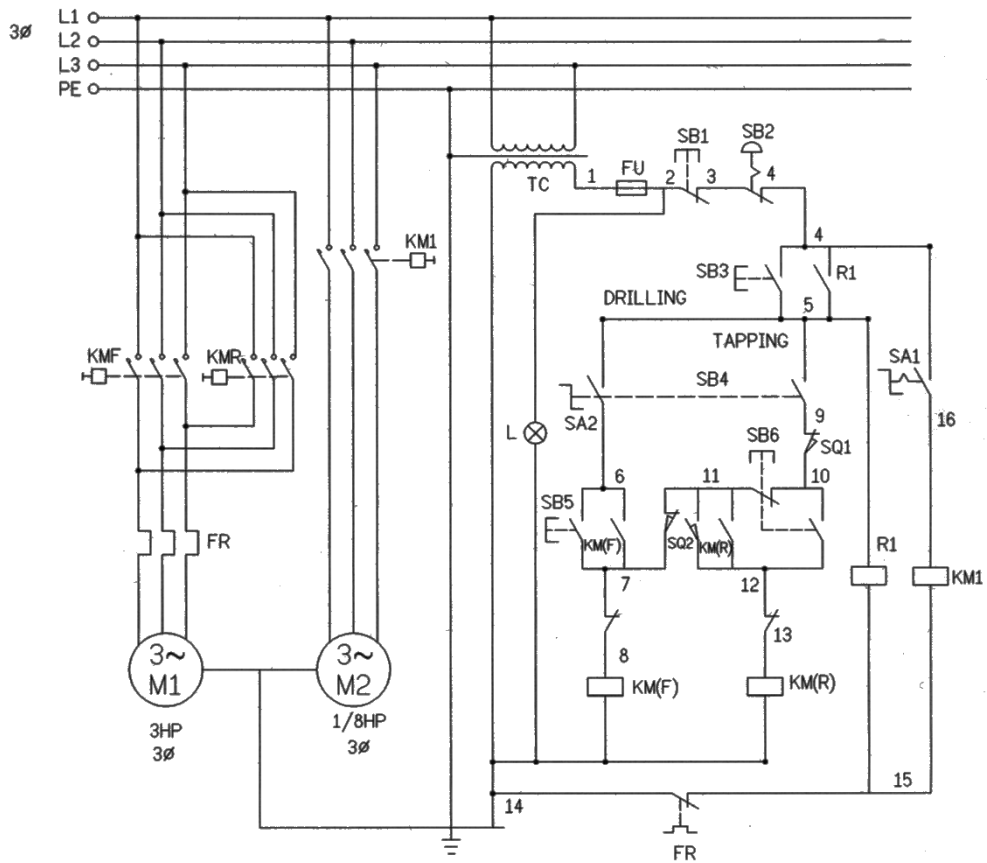 3Ø
L1
L2
L3
PE
SB1
SB2
1
FU
2
3
4
TC
KM1
4
SB3
R1
DRILLING
5
TAPPING
KMF
KMR
SA1
SB4
SA2
9
16
L
SB6
SQ1
6
11
10
SB5
KM(F)
SQ2
KM(R)
FR
R1
KM1
7
12
13
8
3~
M1
3~
M2
KM(F)
KM(R)
3HP
3Ø
1/8HP
3Ø
15
14
FR